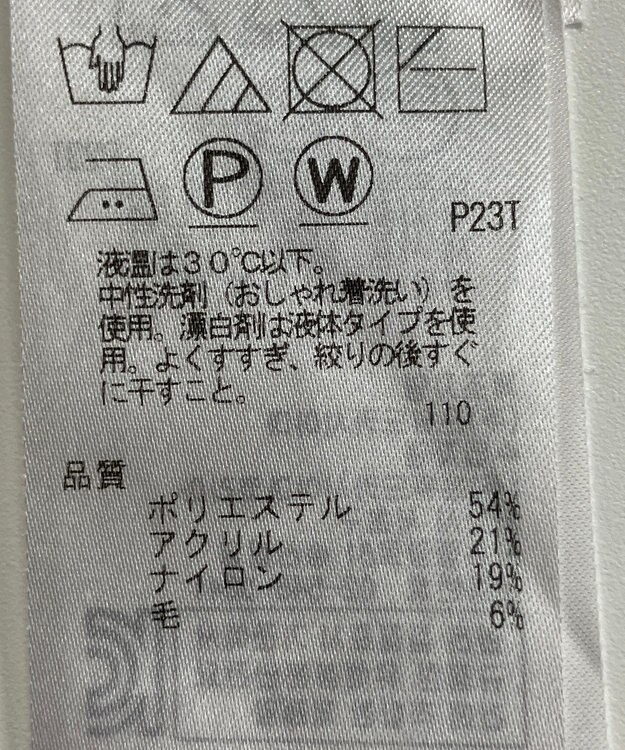 P
W
P23T
液温は30℃以下。
中性洗剤（おしゃれ着洗い）を
使用。漂白剤は液体タイプを使
用。よくすすぎ、絞りの後すぐ
に干すこと。
110
品質
ポリエステル 54%
アクリル 21%
ナイロン 19%
毛 6%